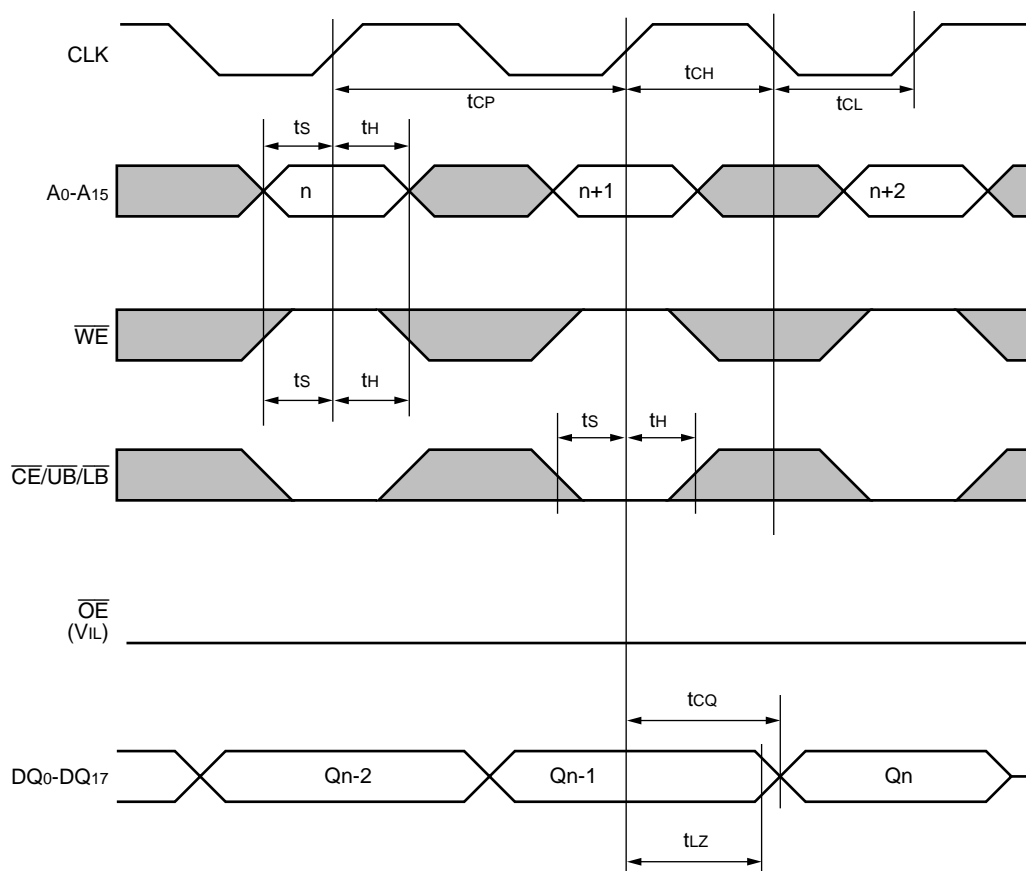 CLK
tCP
tCH
tCL
tS
tH
A0-A15
n
n+1
n+2
WE
tS
tH
tS
tH
CE/UB/LB
OE
(VIL)
tCQ
DQ0-DQ17
Qn-2
Qn-1
Qn
tLZ